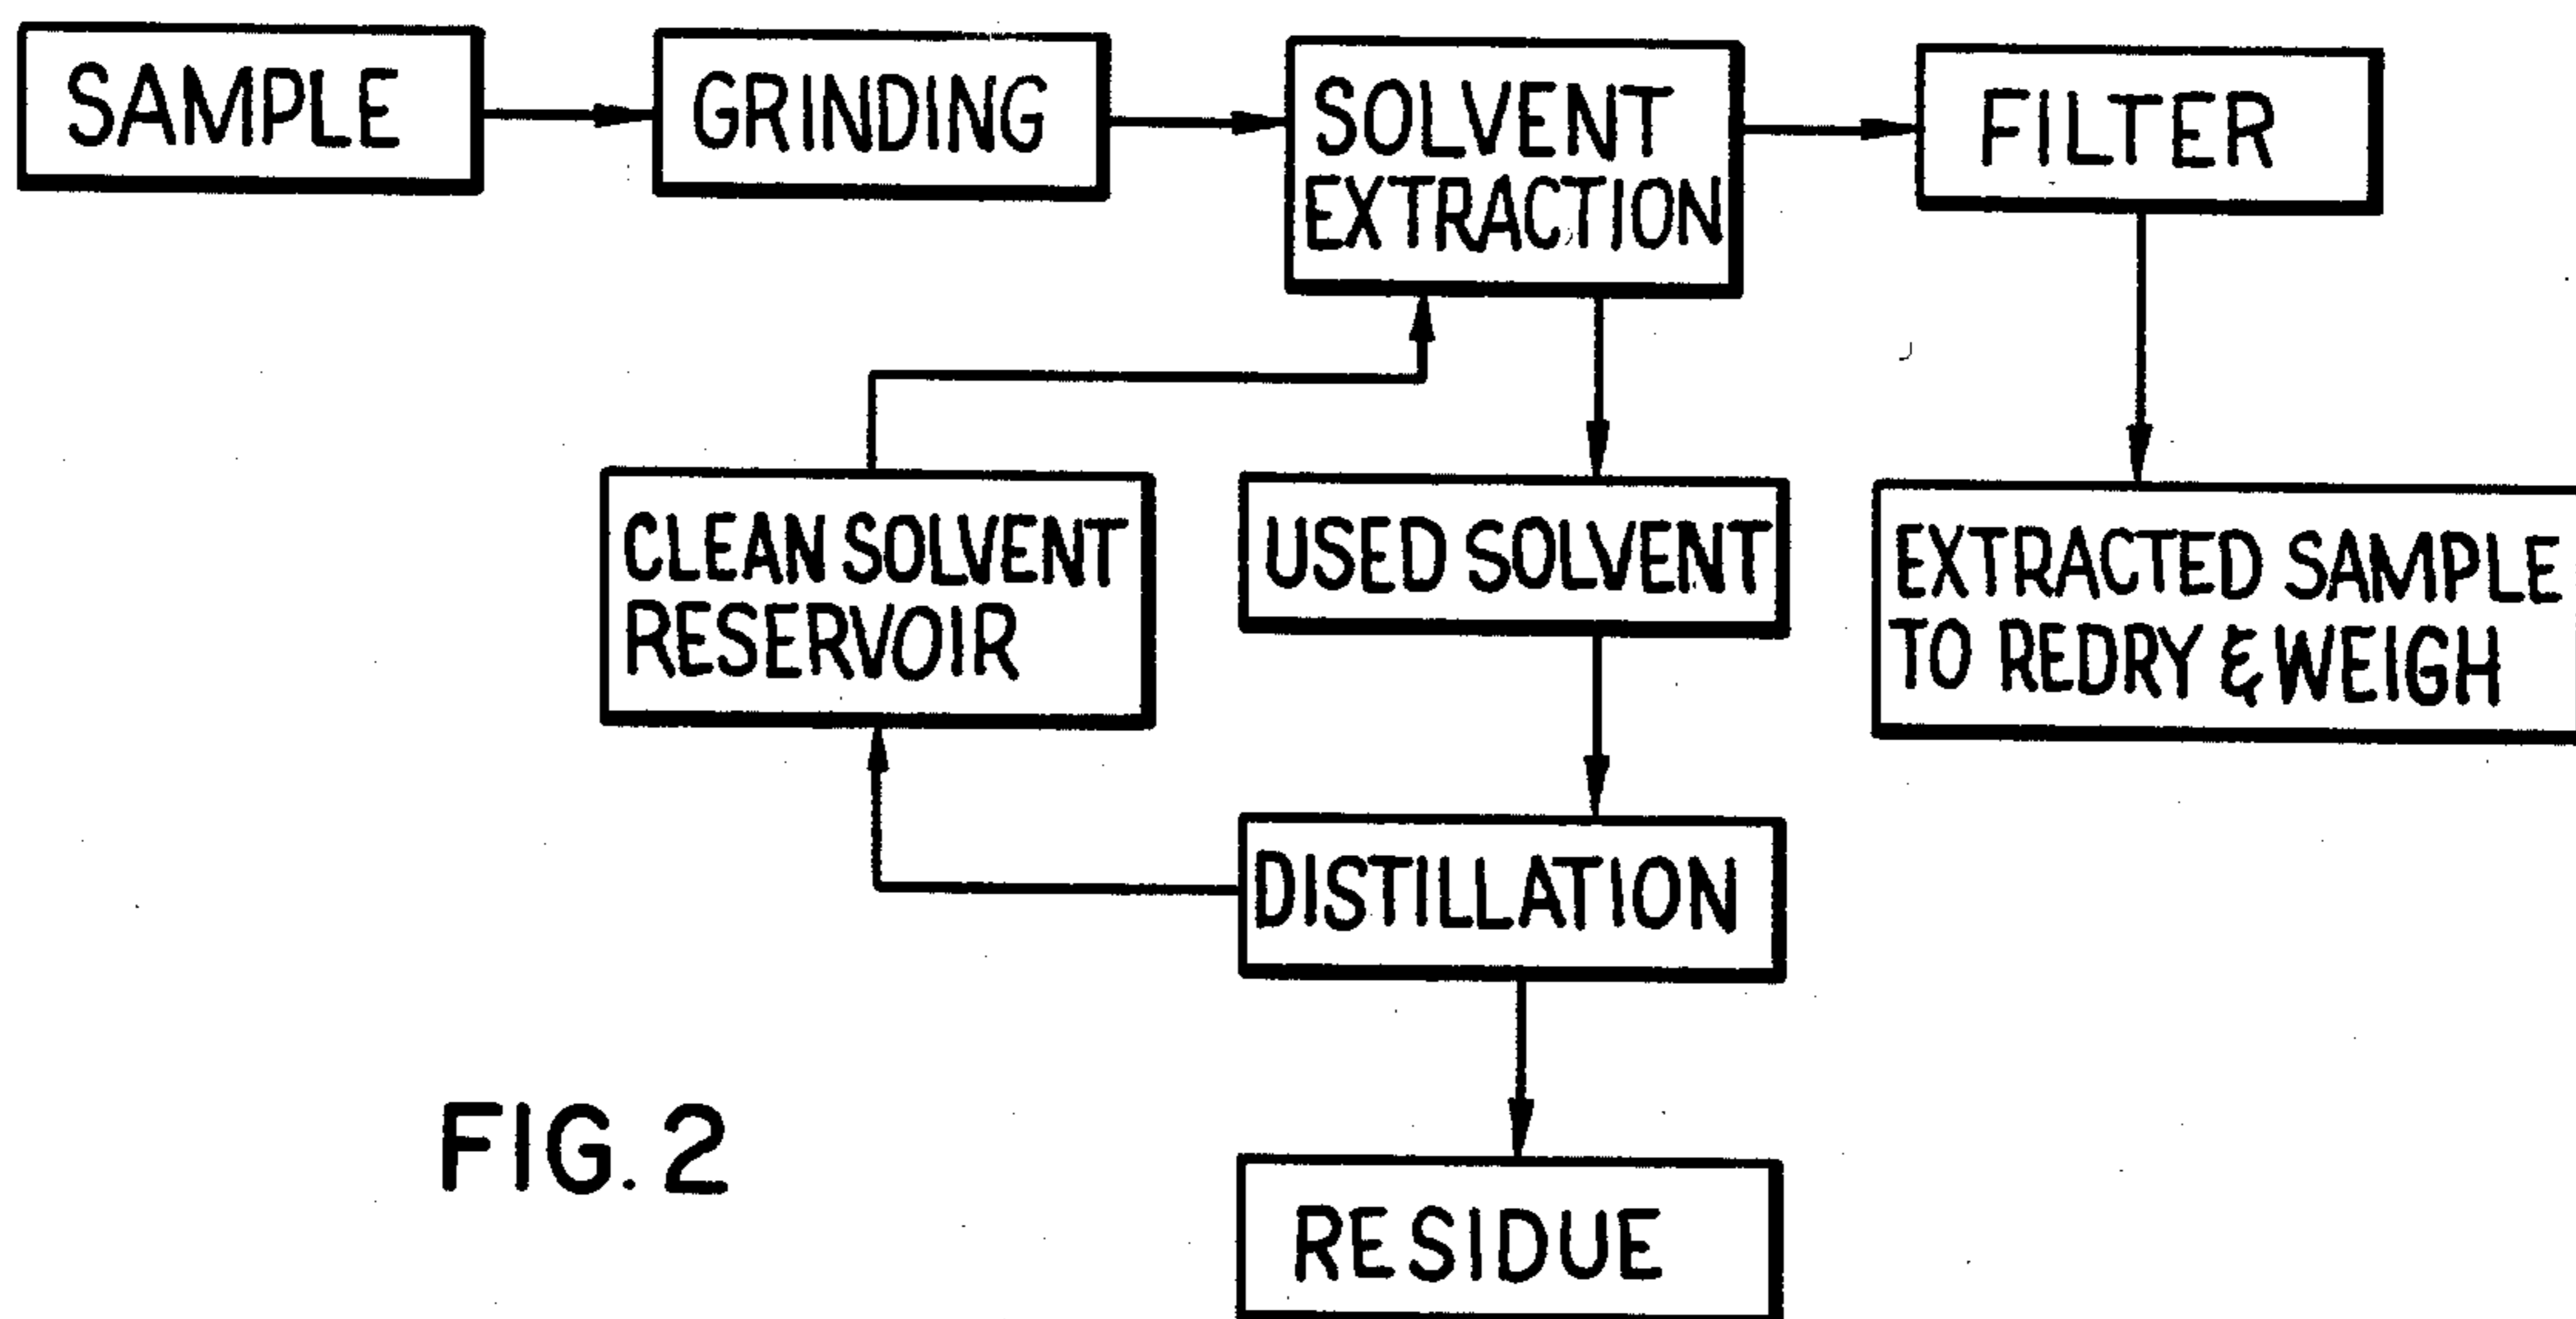 SAMPLE
GRINDING
SOLVENT
EXTRACTION
FILTER
CLEAN SOLVENT
RESERVOIR
USED SOLVENT
EXTRACTED SAMPLE
TO REDRY & WEIGH
DISTILLATION
RESIDUE
FIG. 2